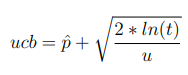 ucb = p̂ + √(2 * ln(t) / u)